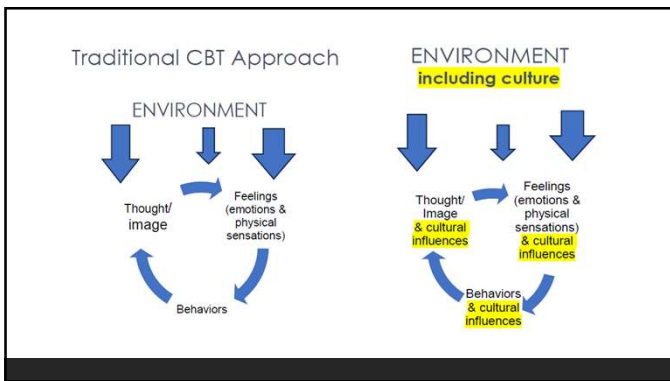 Traditional CBT Approach
ENVIRONMENT
Thought/
image
Feelings
(emotions &
physical
sensations)
Behaviors
ENVIRONMENT
including culture
Thought/
Image
& cultural
influences
Feelings
(emotions &
physical
sensations)
& cultural
influences
Behaviors
& cultural
influences